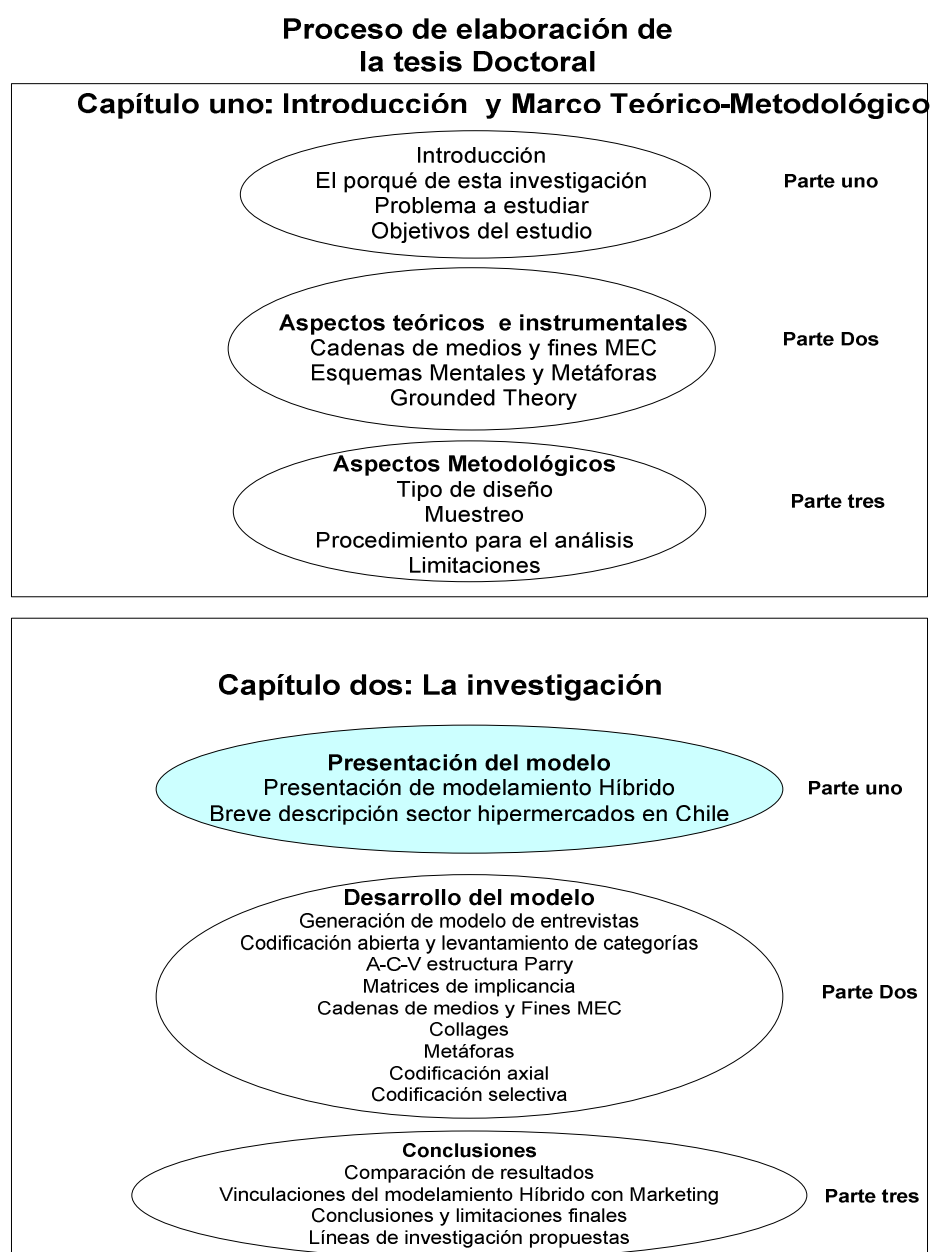 Proceso de elaboración de
la tesis Doctoral
Capítulo uno: Introducción y Marco Teórico-Metodológico
Introducción
El porqué de esta investigación
Problema a estudiar
Objetivos del estudio
Parte uno
Aspectos teóricos e instrumentales
Cadenas de medios y fines MEC
Esquemas Mentales y Metáforas
Grounded Theory
Parte Dos
Aspectos Metodológicos
Tipo de diseño
Muestreo
Procedimiento para el análisis
Limitaciones
Parte tres
Capítulo dos: La investigación
Presentación del modelo
Presentación de modelamiento Híbrido
Breve descripción sector hipermercados en Chile
Parte uno
Desarrollo del modelo
Generación de modelo de entrevistas
Codificación abierta y levantamiento de categorías
A-C-V estructura Parry
Matrices de implicancia
Cadenas de medios y Fines MEC
Collages
Metáforas
Codificación axial
Codificación selectiva
Parte Dos
Conclusiones
Comparación de resultados
Vinculaciones del modelamiento Híbrido con Marketing
Conclusiones y limitaciones finales
Líneas de investigación propuestas
Parte tres